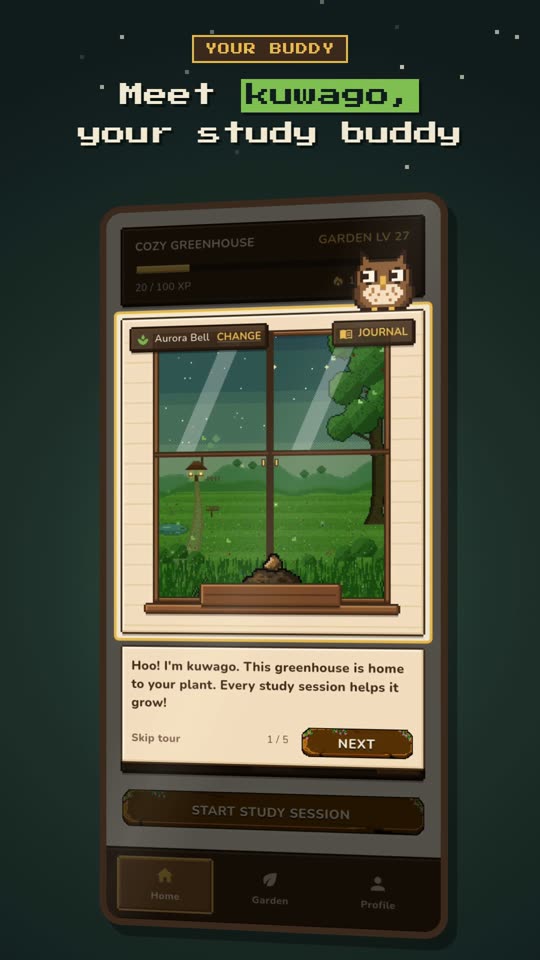 YOUR BUDDY
Meet kuwago,
your study buddy
COZY GREENHOUSE
GARDEN LV 27
20 / 100 XP
Aurora Bell CHANGE
JOURNAL
Hoo! I'm kuwago. This greenhouse is home
to your plant. Every study session helps it
grow!
Skip tour
1 / 5
NEXT
START STUDY SESSION
Home
Garden
Profile